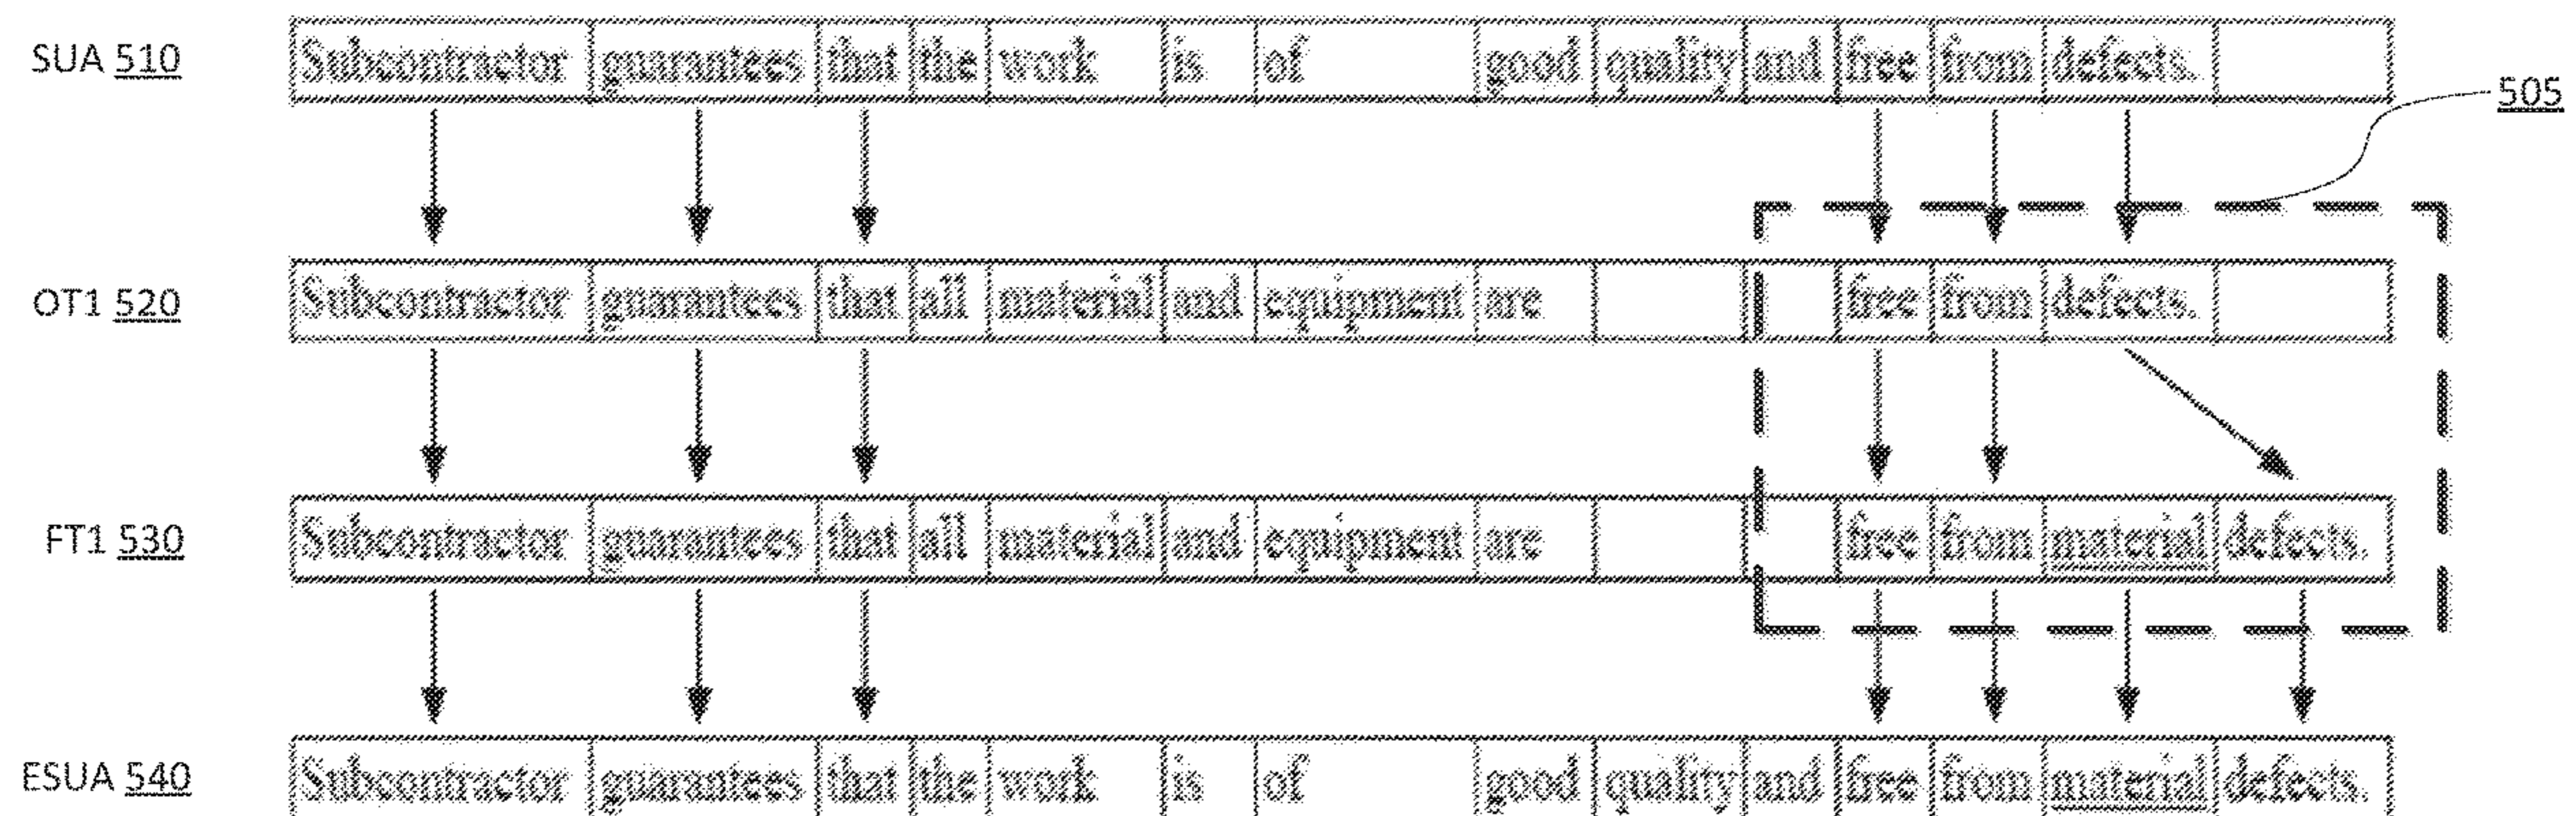 SUA 510 Subcontractor guarantees that the work is of good quality and free from defects.
505
OT1 520 Subcontractor guarantees that all material and equipment are free from defects.
FT1 530 Subcontractor guarantees that all material and equipment are free from material defects.
ESUA 540 Subcontractor guarantees that the work is of good quality and free from material defects.